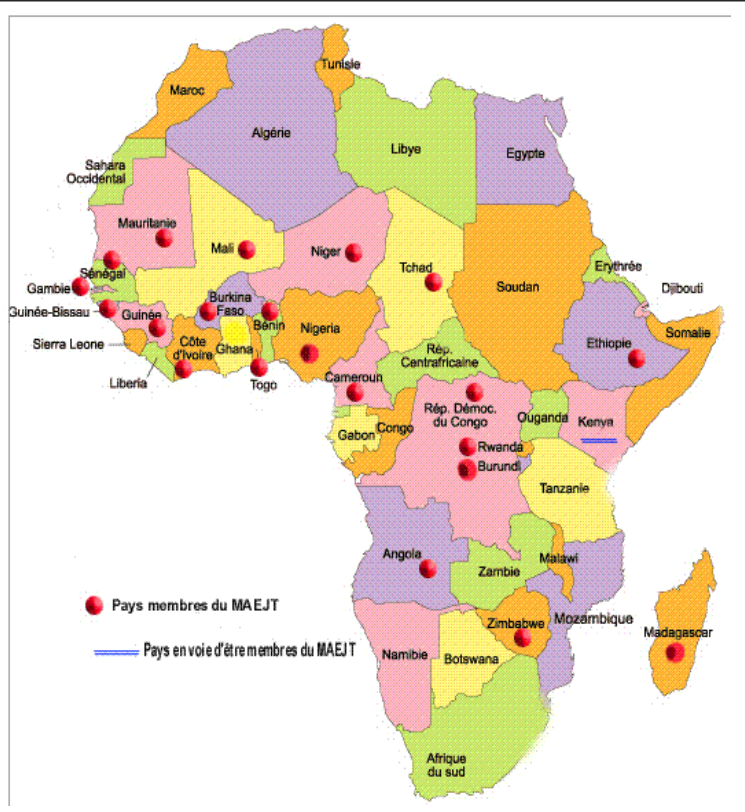 Tunisie
Maroc
Algérie
Libye
Egypte
Sahara
Occidental
Mauritanie
Mali
Niger
Tchad
Soudan
Erythrée
Djibouti
Sénégal
Gambie
Guinée-Bissau
Guinée
Burkina
Faso
Bénin
Nigeria
Ethiopie
Somalie
Sierra Leone
Côte
d'Ivoire
Ghana
Liberia
Togo
Cameroun
Rép.
Centrafricaine
Rép. Démoc.
du Congo
Ouganda
Kenya
Gabon
Congo
Rwanda
Burundi
Tanzanie
Angola
Zambie
Malawi
Mozambique
Zimbabwe
Madagascar
Namibie
Botswana
Afrique
du sud
Pays membres du MAEJT
Pays en voie d'être membres du MAEJT